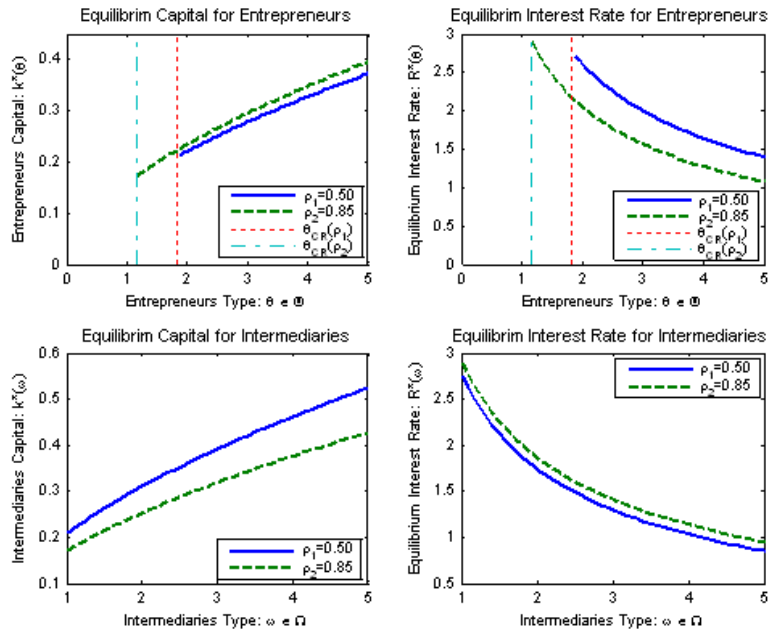 Equilibrim Capital for Entrepreneurs
Entrepreneurs Capital: k*(θ)
0.4
0.3
0.2
0.1
0
0 1 2 3 4 5
ρ1=0.50
ρ2=0.85
θCR(ρ1)
θCR(ρ2)
Entrepreneurs Type: θ ∈ Θ
Equilibrim Interest Rate for Entrepreneurs
Equilibrium Interest Rate: R*(θ)
3
2.5
2
1.5
1
0.5
0
0 1 2 3 4 5
ρ1=0.50
ρ2=0.85
θCR(ρ1)
θCR(ρ2)
Entrepreneurs Type: θ ∈ Θ
Equilibrim Capital for Intermediaries
Intermediaries Capital: k*(ω)
0.6
0.5
0.4
0.3
0.2
0.1
1 2 3 4 5
ρ1=0.50
ρ2=0.85
Intermediaries Type: ω ∈ Ω
Equilibrim Interest Rate for Intermediaries
Equilibrium Interest Rate: R*(ω)
3
2.5
2
1.5
1
0.5
1 2 3 4 5
ρ1=0.50
ρ2=0.85
Intermediaries Type: ω ∈ Ω